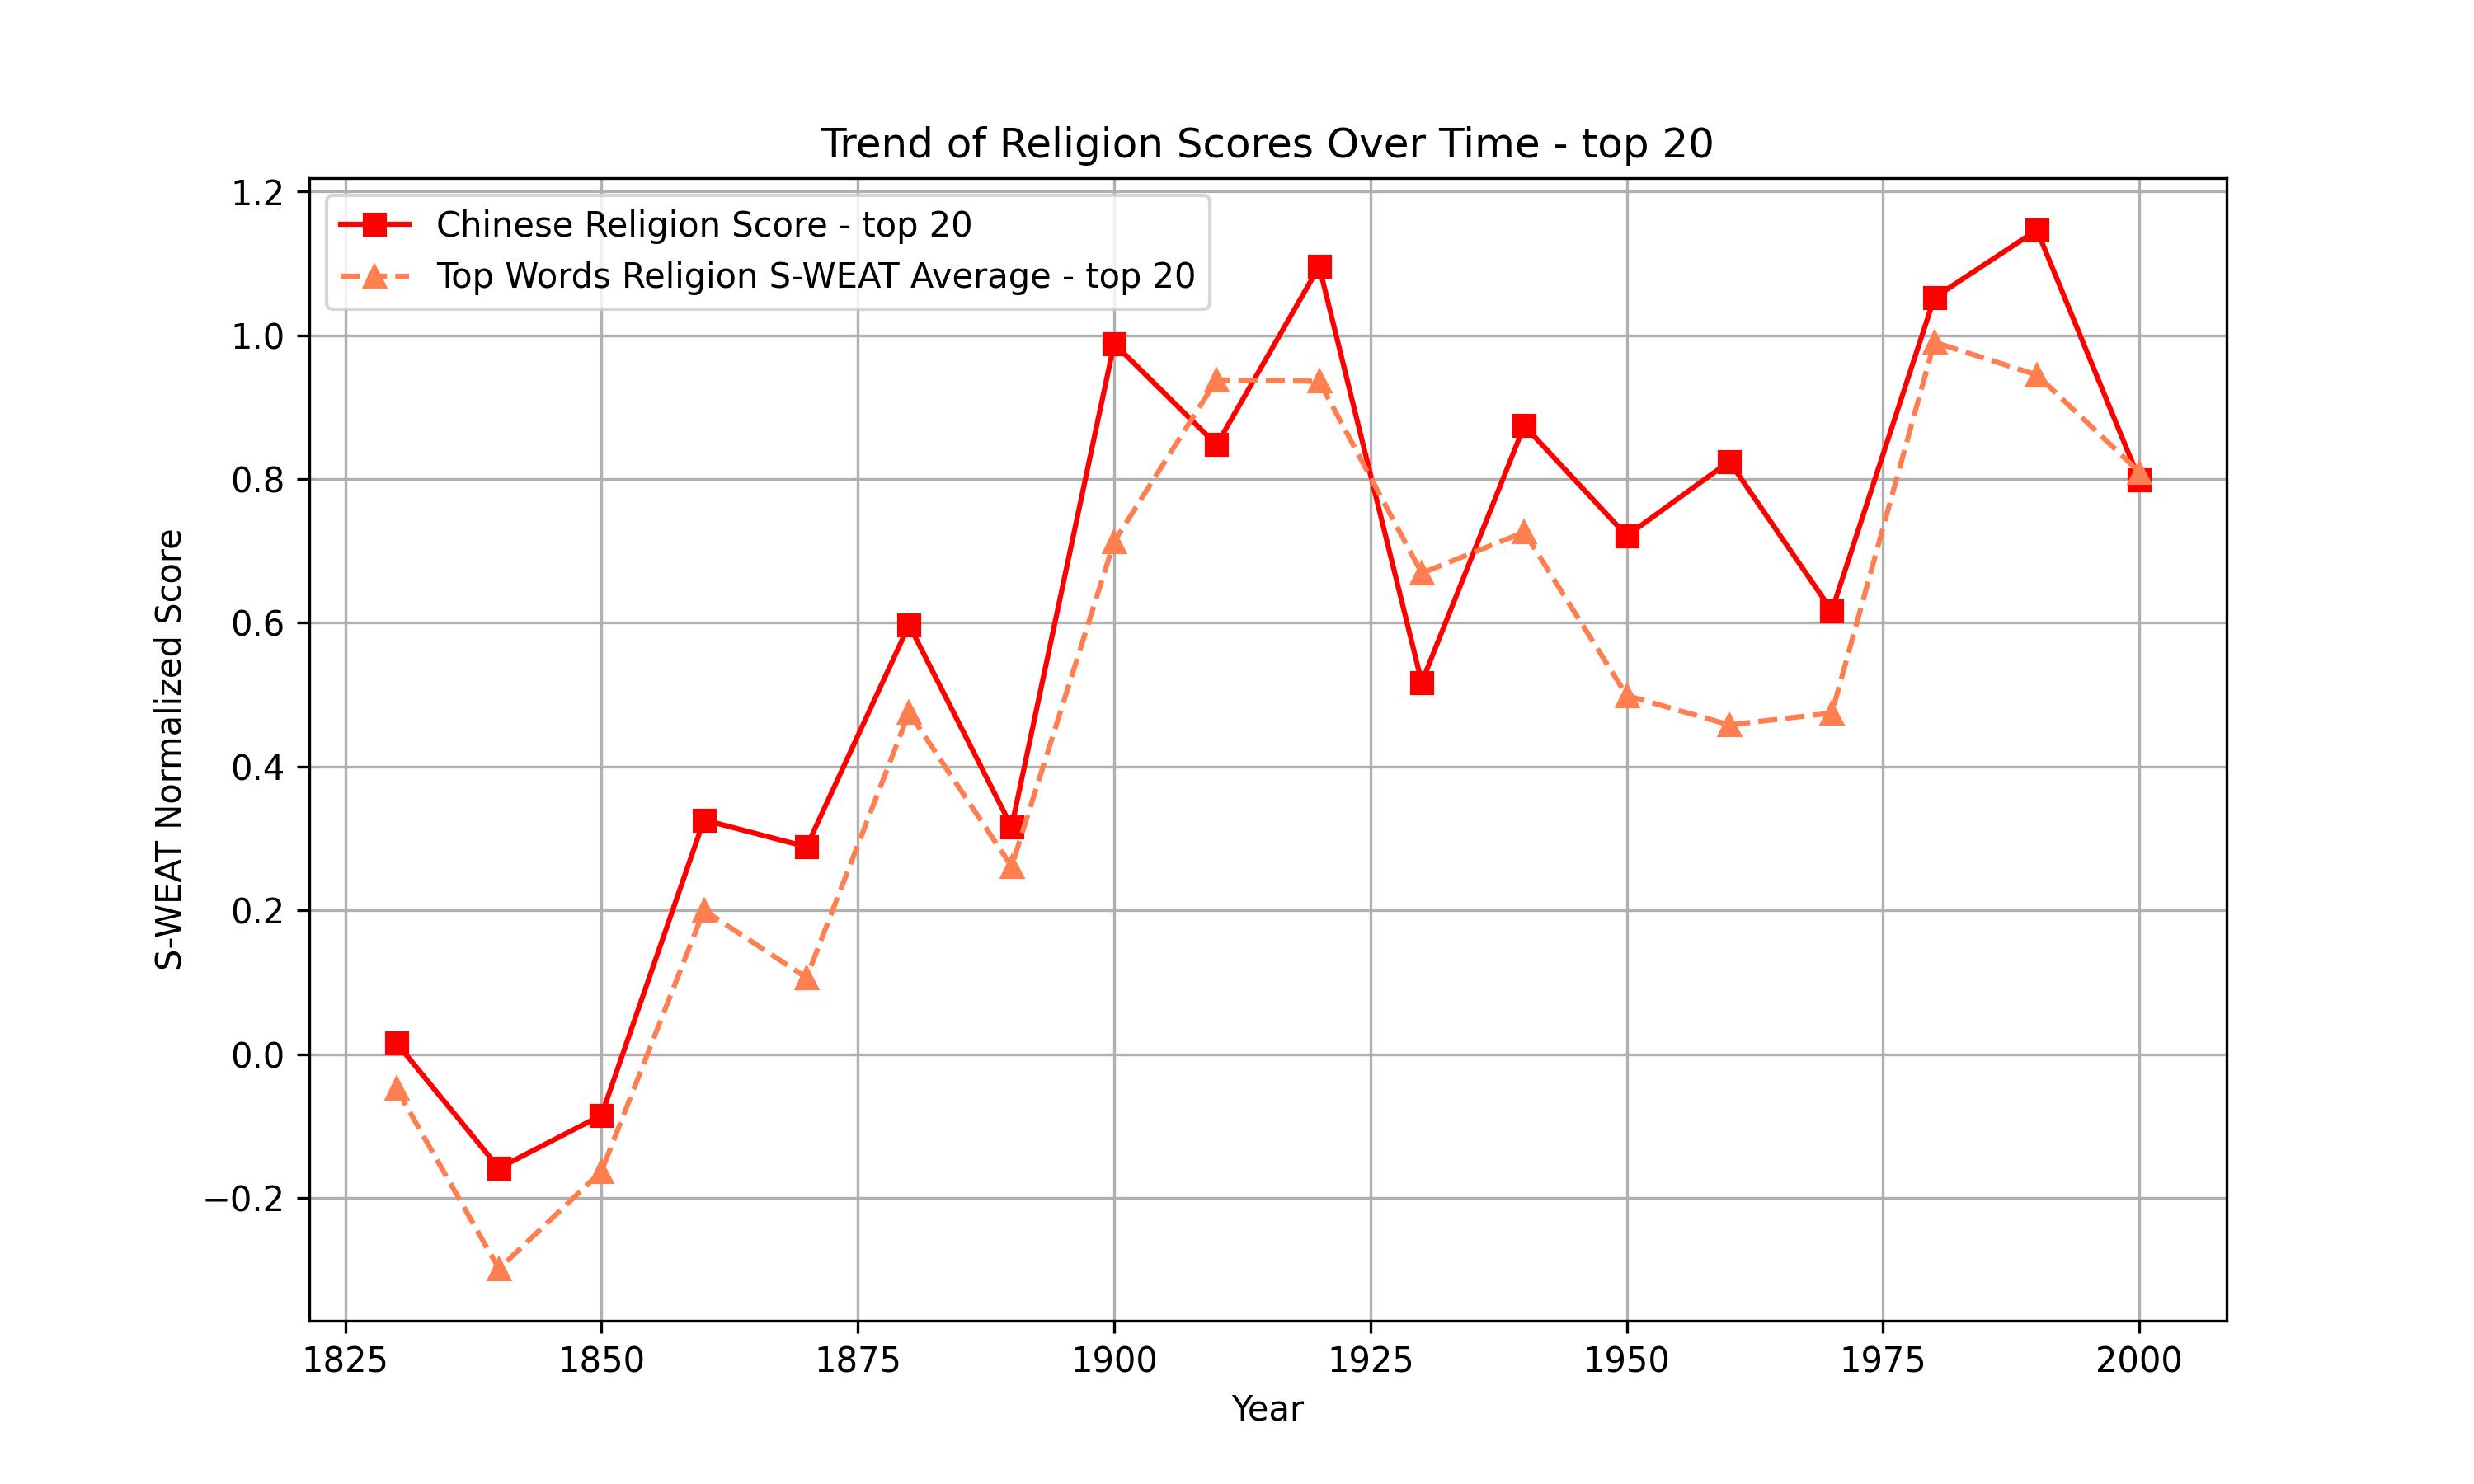 Trend of Religion Scores Over Time - top 20
Chinese Religion Score - top 20
Top Words Religion S-WEAT Average - top 20
S-WEAT Normalized Score
1.2
1.0
0.8
0.6
0.4
0.2
0.0
−0.2
1825 1850 1875 1900 1925 1950 1975 2000
Year